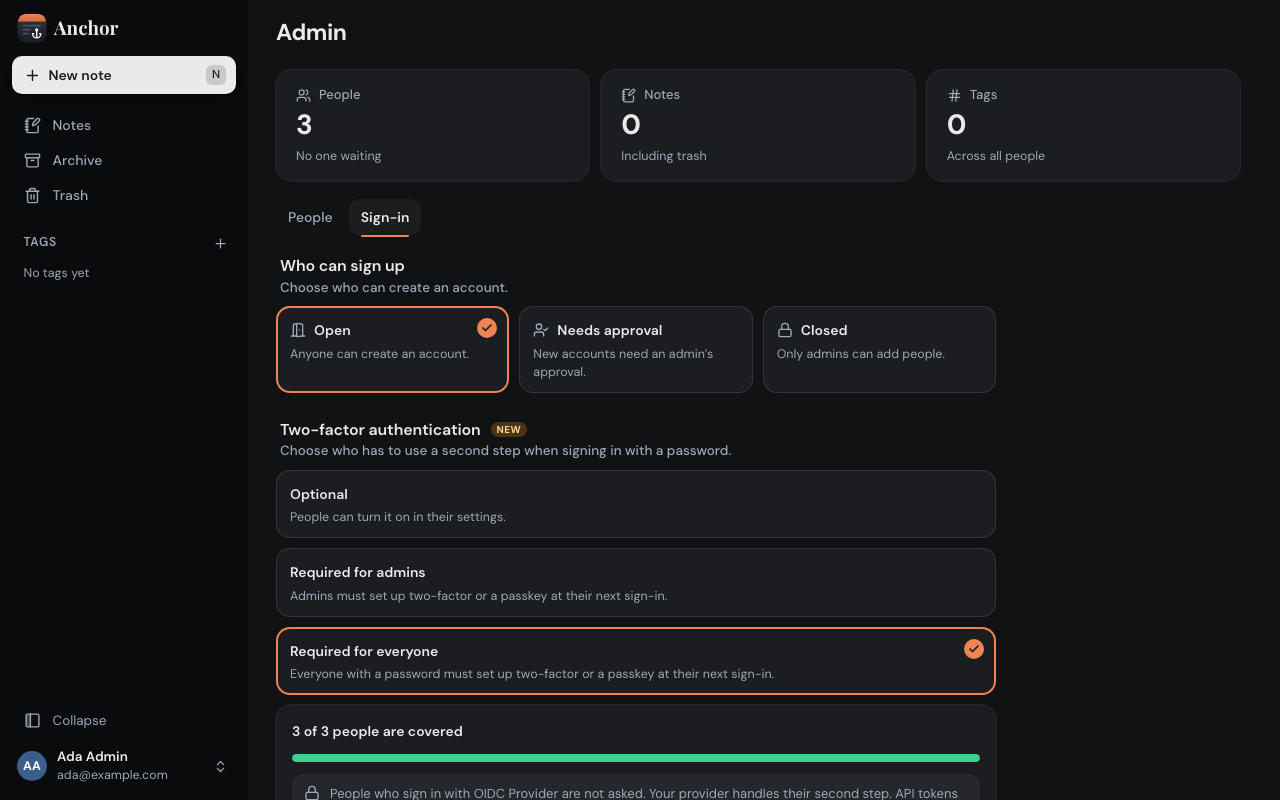 Anchor
New note
N
Notes
Archive
Trash
TAGS
No tags yet
Collapse
AA
Ada Admin
ada@example.com
Admin
People
3
No one waiting
Notes
0
Including trash
Tags
0
Across all people
People
Sign-in
Who can sign up
Choose who can create an account.
Open
Anyone can create an account.
Needs approval
New accounts need an admin's
approval.
Closed
Only admins can add people.
Two-factor authentication NEW
Choose who has to use a second step when signing in with a password.
Optional
People can turn it on in their settings.
Required for admins
Admins must set up two-factor or a passkey at their next sign-in.
Required for everyone
Everyone with a password must set up two-factor or a passkey at their next sign-in.
3 of 3 people are covered
People who sign in with OIDC Provider are not asked. Your provider handles their second step. API tokens